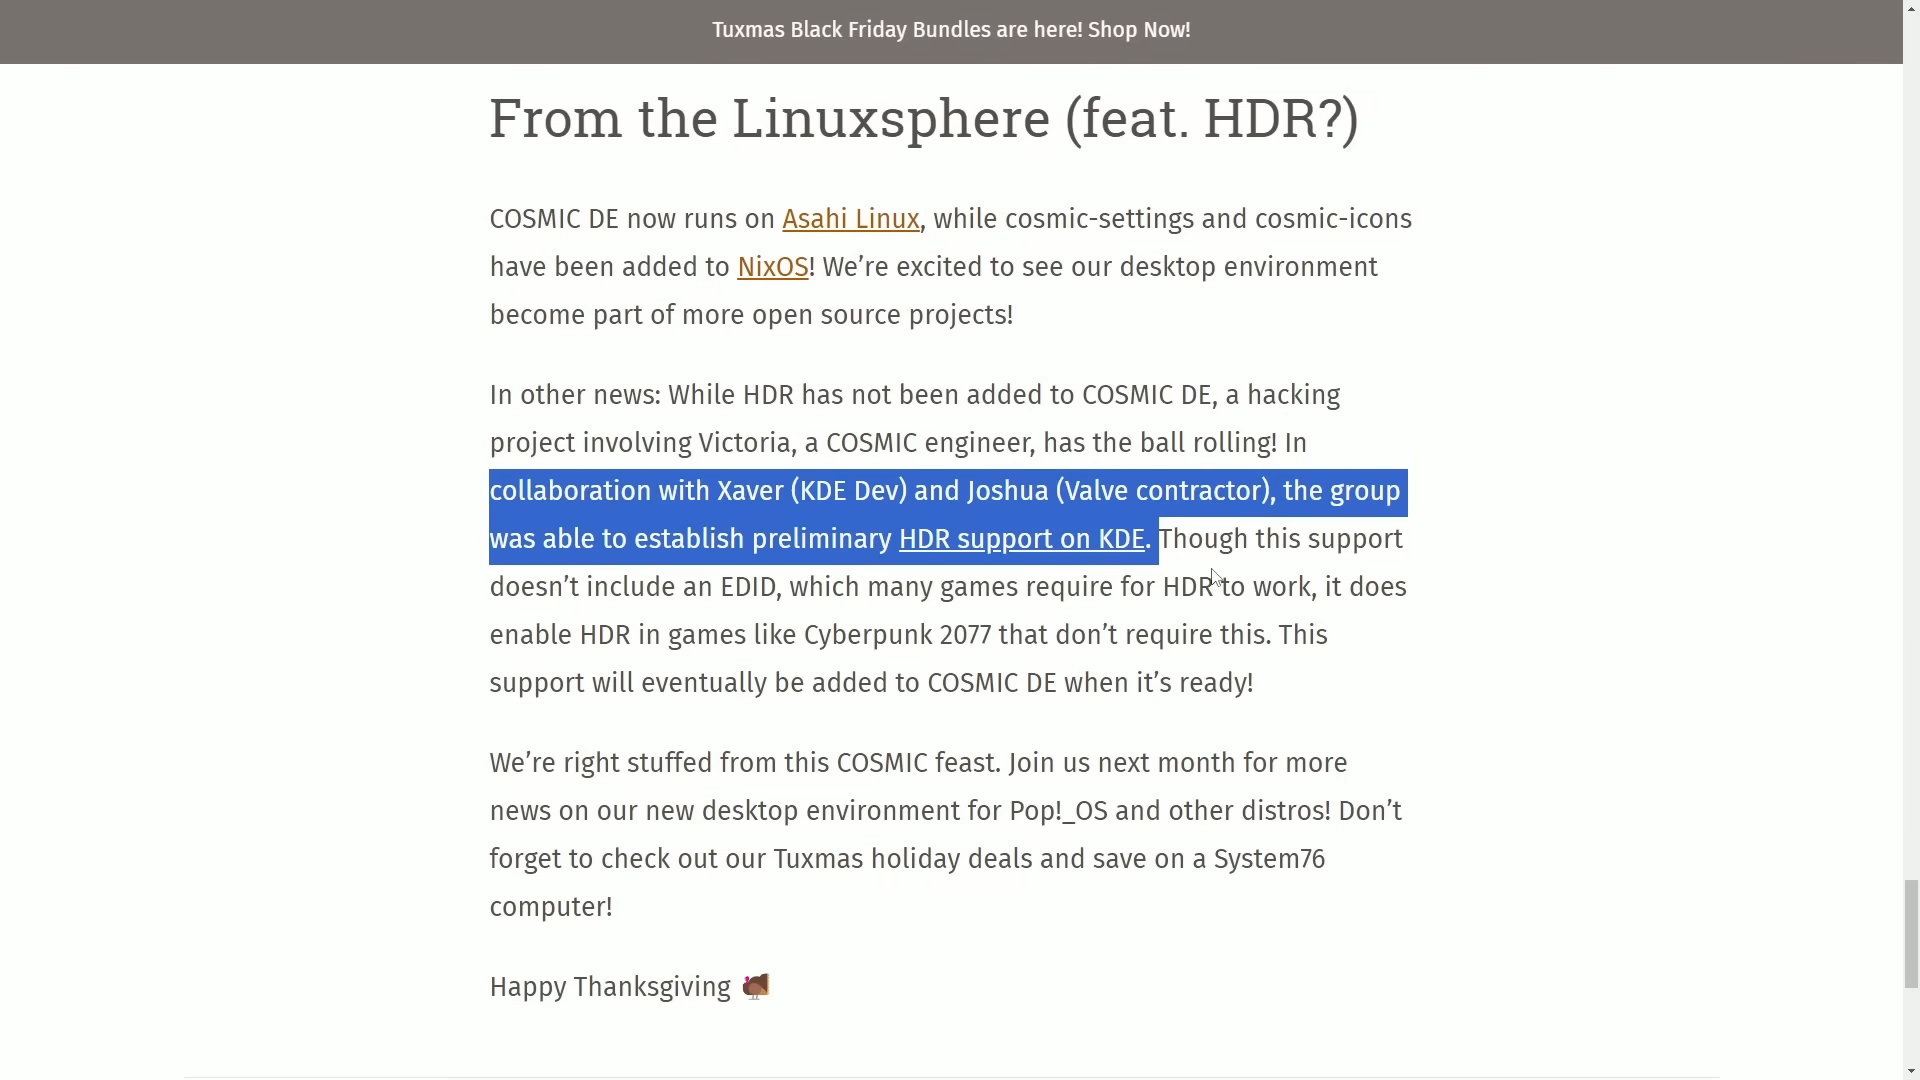 Tuxmas Black Friday Bundles are here! Shop Now!
From the Linuxsphere (feat. HDR?)
COSMIC DE now runs on Asahi Linux, while cosmic-settings and cosmic-icons
have been added to NixOS! We’re excited to see our desktop environment
become part of more open source projects!
In other news: While HDR has not been added to COSMIC DE, a hacking
project involving Victoria, a COSMIC engineer, has the ball rolling! In
collaboration with Xaver (KDE Dev) and Joshua (Valve contractor), the group
was able to establish preliminary HDR support on KDE. Though this support
doesn’t include an EDID, which many games require for HDR to work, it does
enable HDR in games like Cyberpunk 2077 that don’t require this. This
support will eventually be added to COSMIC DE when it’s ready!
We’re right stuffed from this COSMIC feast. Join us next month for more
news on our new desktop environment for Pop!_OS and other distros! Don’t
forget to check out our Tuxmas holiday deals and save on a System76
computer!
Happy Thanksgiving 🦃